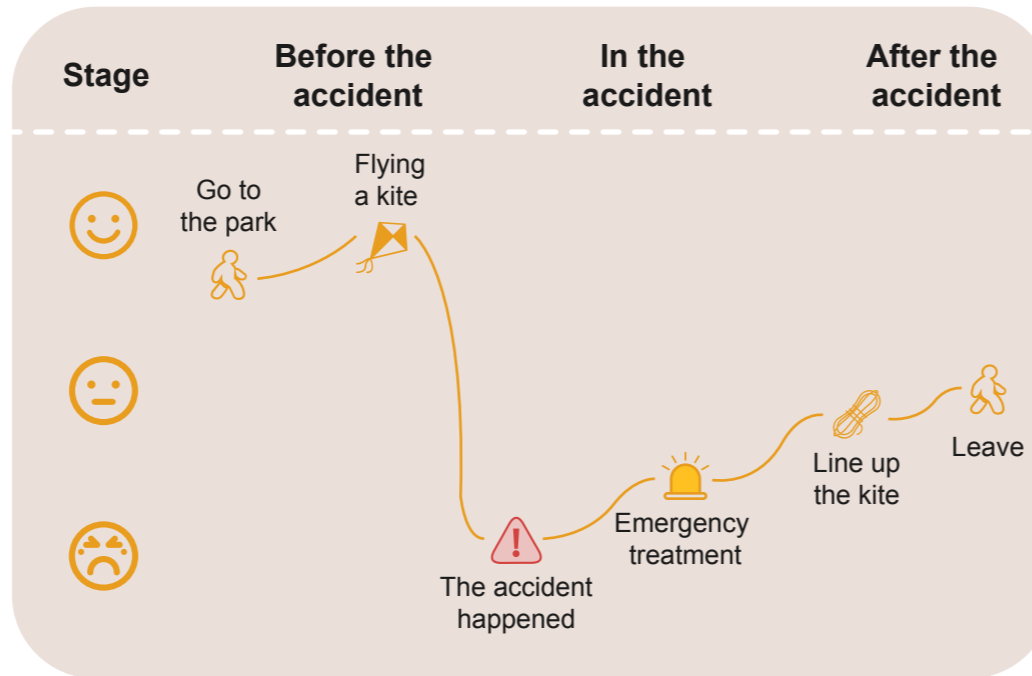 Stage
Before the
accident
In the
accident
After the
accident
Go to
the park
Flying
a kite
The accident
happened
Emergency
treatment
Line up
the kite
Leave